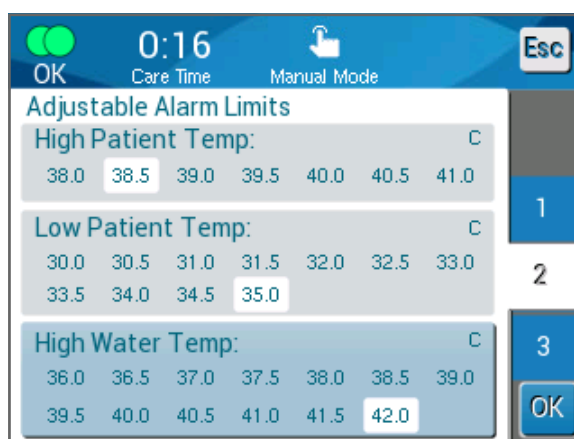 OK
0:16
Care Time
Manual Mode
Esc
Adjustable Alarm Limits
High Patient Temp: C
38.0 38.5 39.0 39.5 40.0 40.5 41.0
Low Patient Temp: C
30.0 30.5 31.0 31.5 32.0 32.5 33.0
33.5 34.0 34.5 35.0
High Water Temp: C
36.0 36.5 37.0 37.5 38.0 38.5 39.0
39.5 40.0 40.5 41.0 41.5 42.0
1
2
3
OK